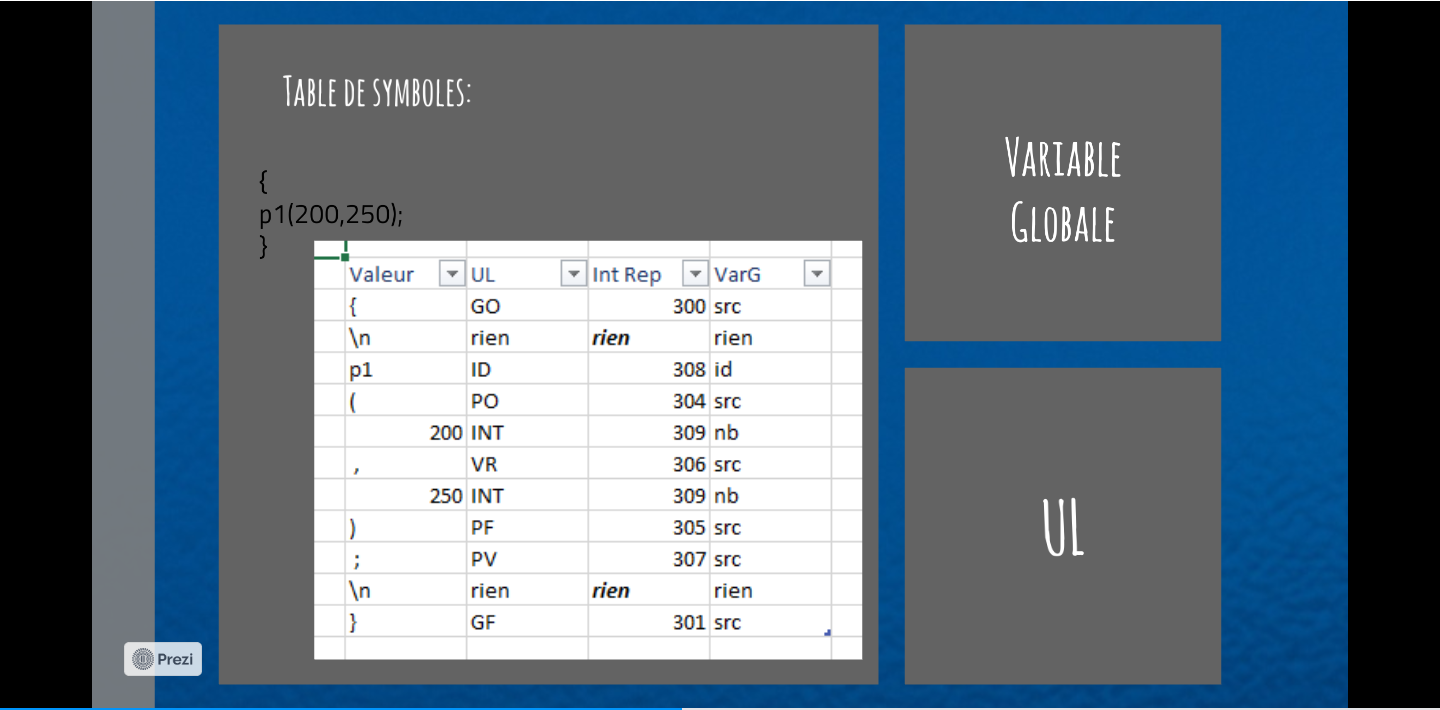 TABLE DE SYMBOLES:
{
p1(200,250);
}
Valeur UL Int Rep VarG
{ GO 300 src
\n rien rien rien
p1 ID 308 id
( PO 304 src
200 INT 309 nb
, VR 306 src
250 INT 309 nb
) PF 305 src
; PV 307 src
\n rien rien rien
} GF 301 src
VARIABLE
GLOBALE
UL
Prezi